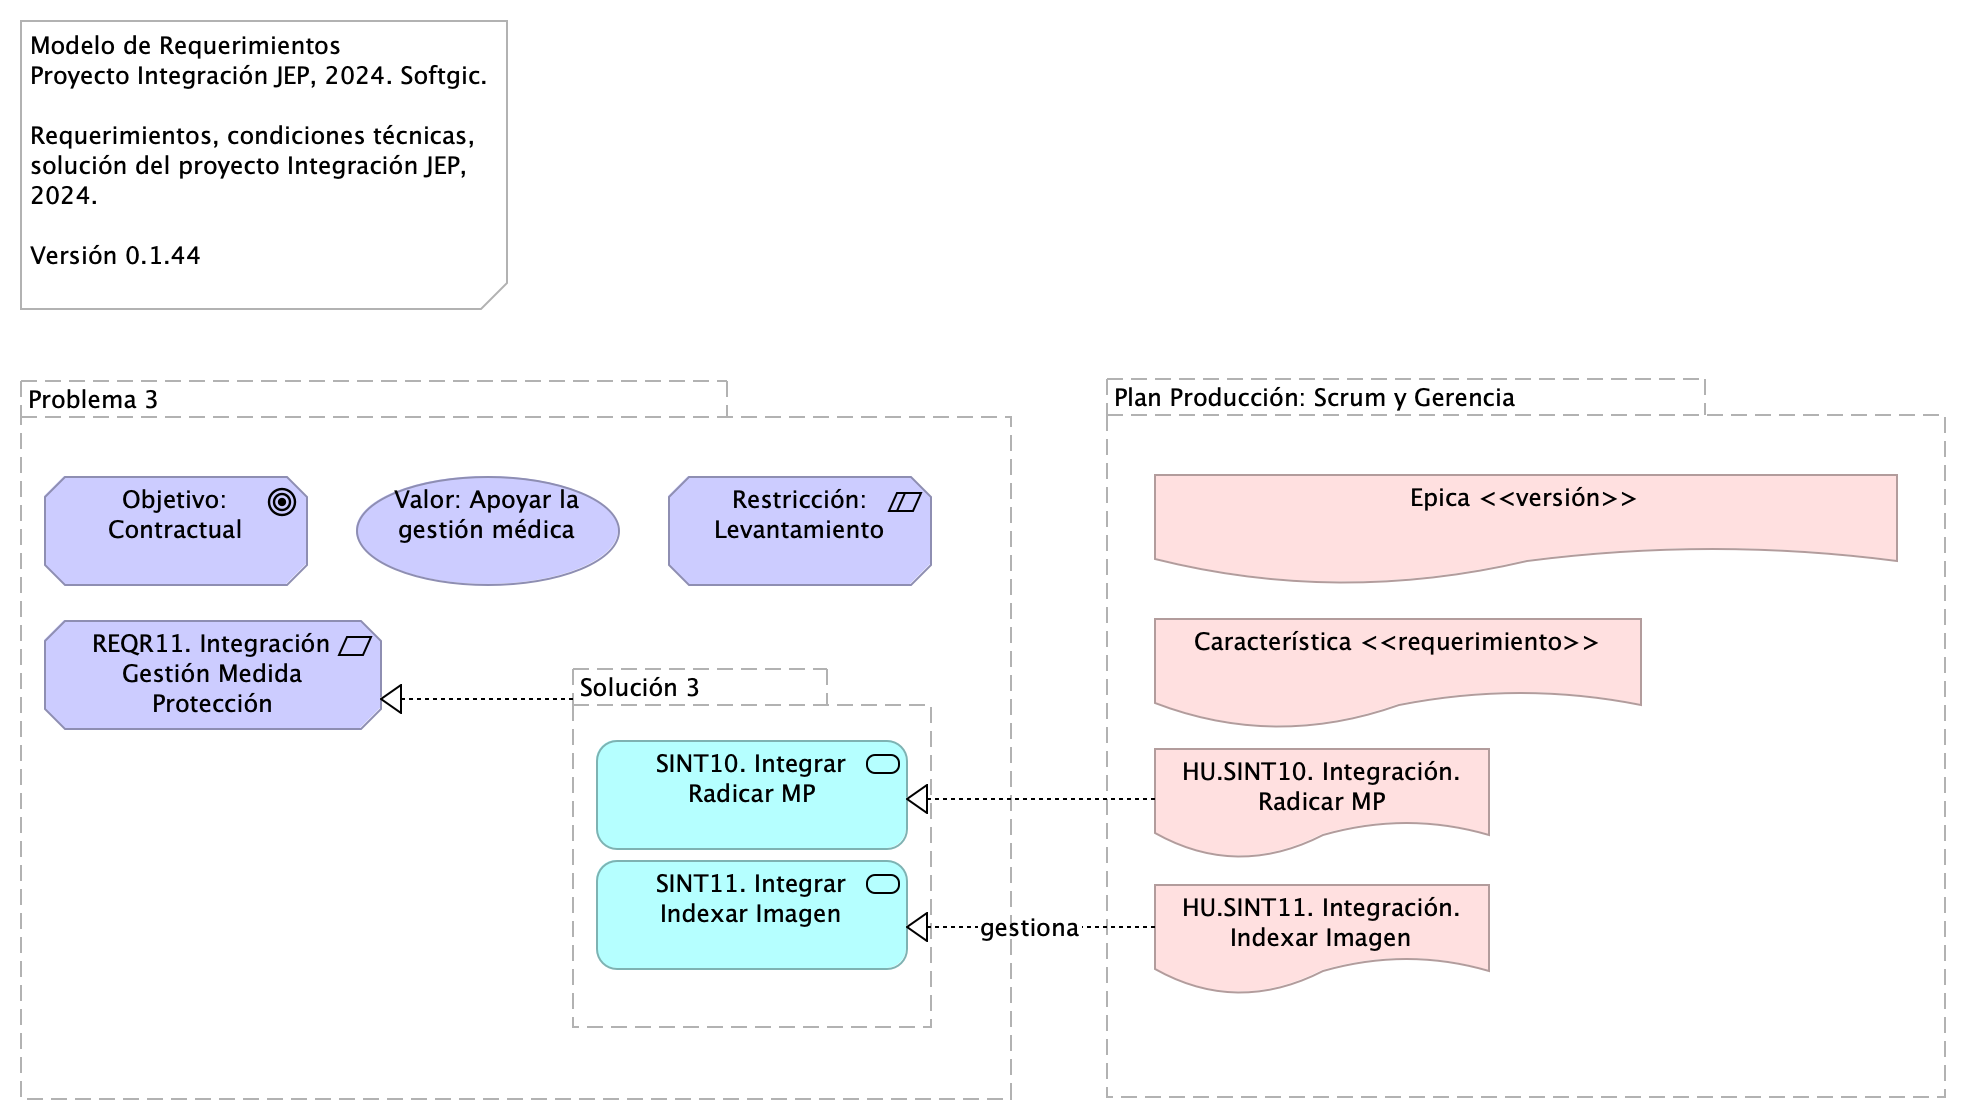 Modelo de Requerimientos
Proyecto Integración JEP, 2024. Softgic.
Requerimientos, condiciones técnicas,
solución del proyecto Integración JEP,
2024.
Versión 0.1.44
Problema 3
Objetivo:
Contractual
Valor: Apoyar la
gestión médica
Restricción:
Levantamiento
REQR11. Integración
Gestión Medida
Protección
Solución 3
SINT10. Integrar
Radicar MP
SINT11. Integrar
Indexar Imagen
gestiona
Plan Producción: Scrum y Gerencia
Epica <<versión>>
Característica <<requerimiento>>
HU.SINT10. Integración.
Radicar MP
HU.SINT11. Integración.
Indexar Imagen